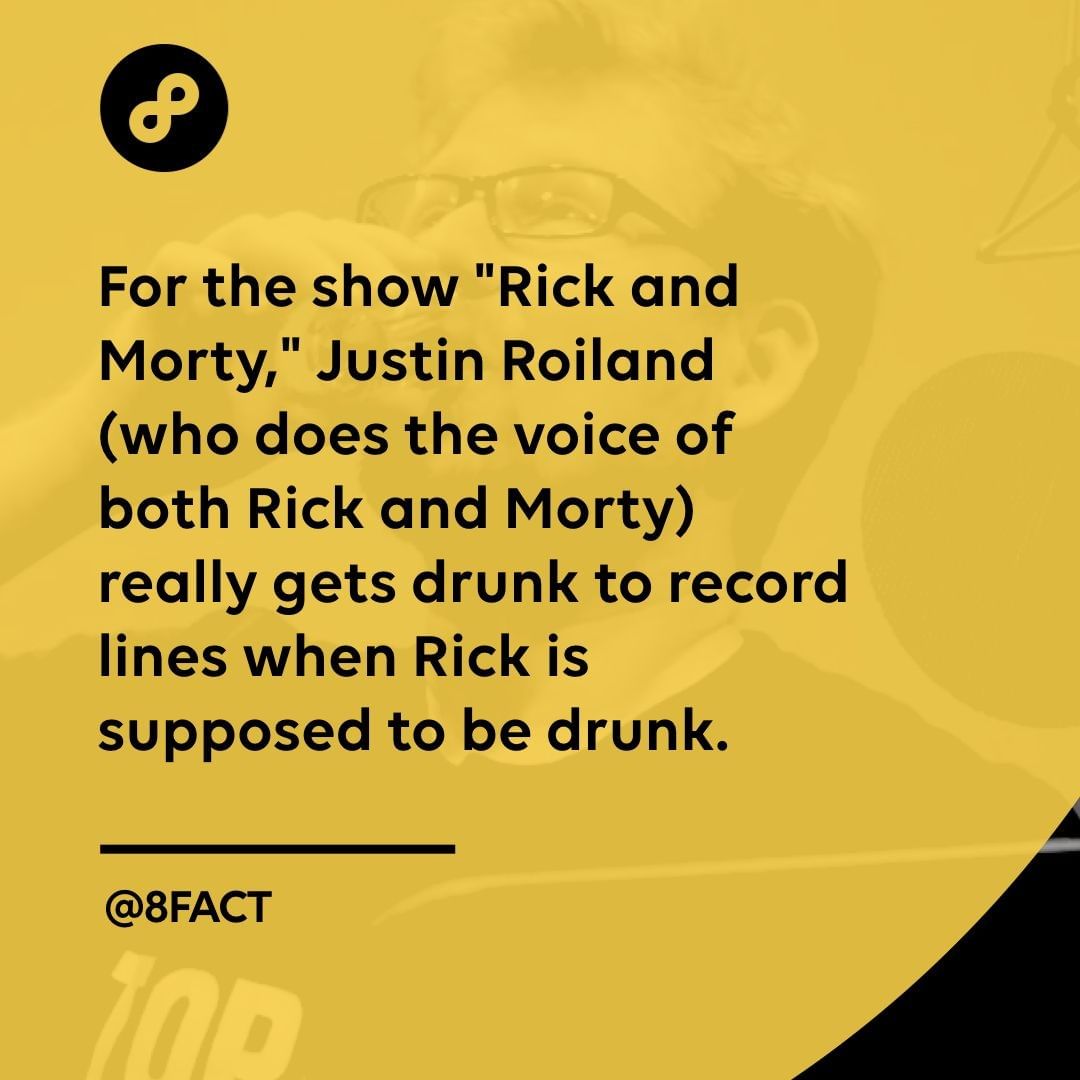 For the show "Rick and
Morty," Justin Roiland
(who does the voice of
both Rick and Morty)
really gets drunk to record
lines when Rick is
supposed to be drunk.
@8FACT
TOP